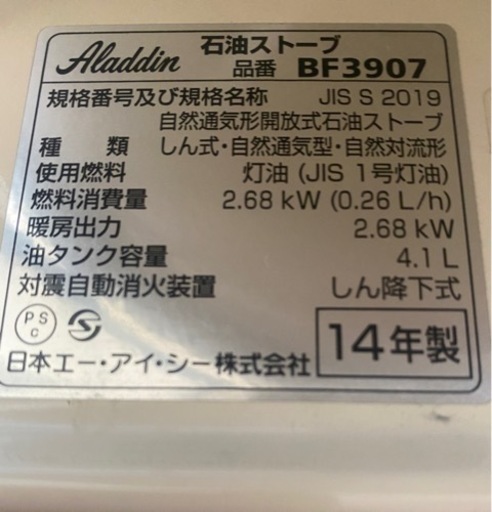 Aladdin 石油ストーブ
品番 BF3907
規格番号及び規格名称 JIS S 2019
自然通気形開放式石油ストーブ
種 類 しん式・自然通気型・自然対流形
使用燃料 灯油 (JIS 1号灯油)
燃料消費量 2.68 kW (0.26 L/h)
暖房出力 2.68 kW
油タンク容量 4.1 L
対震自動消火装置 しん降下式
PS
C
日本エー・アイ・シー株式会社
14年製